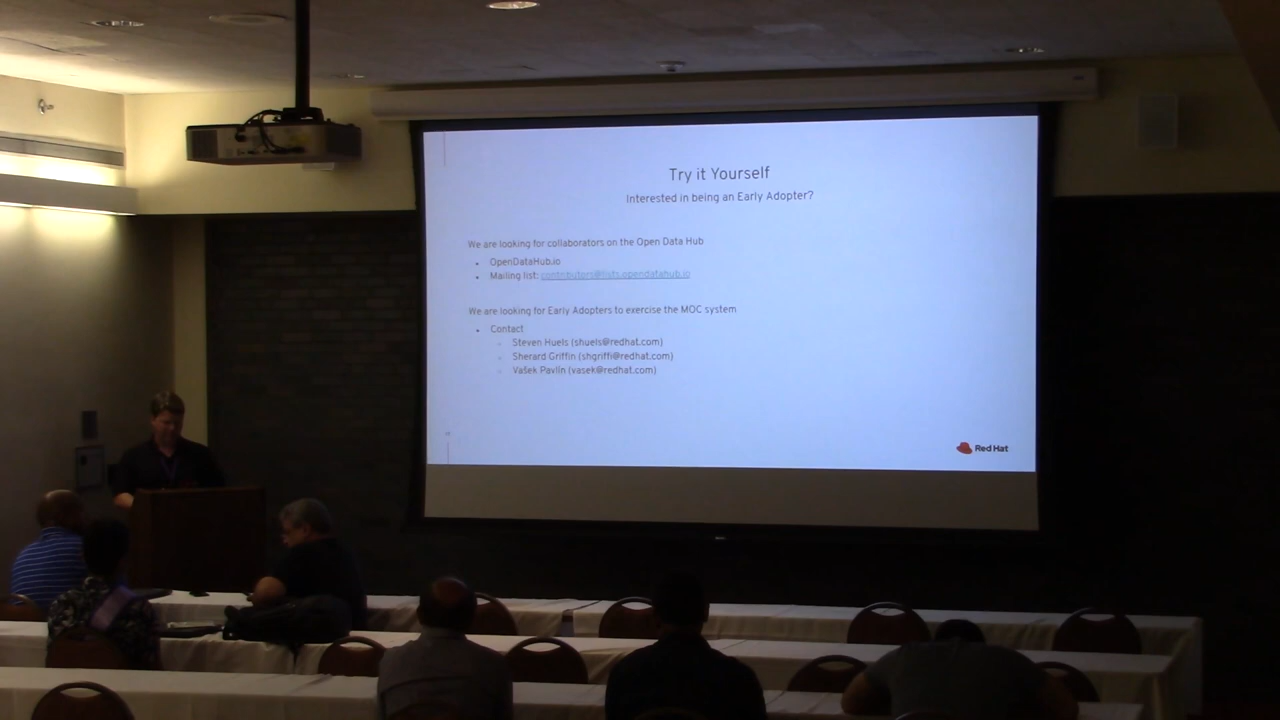 Try it Yourself
Interested in being an Early Adopter?
We are looking for collaborators on the Open Data Hub
OpenDataHub.io
Mailing list: contributors@lists.opendatahub.io
We are looking for Early Adopters to exercise the MOC system
Contact
Steven Huels (shuels@redhat.com)
Sherard Griffin (shgriffi@redhat.com)
Vašek Pavlín (vasek@redhat.com)
Red Hat